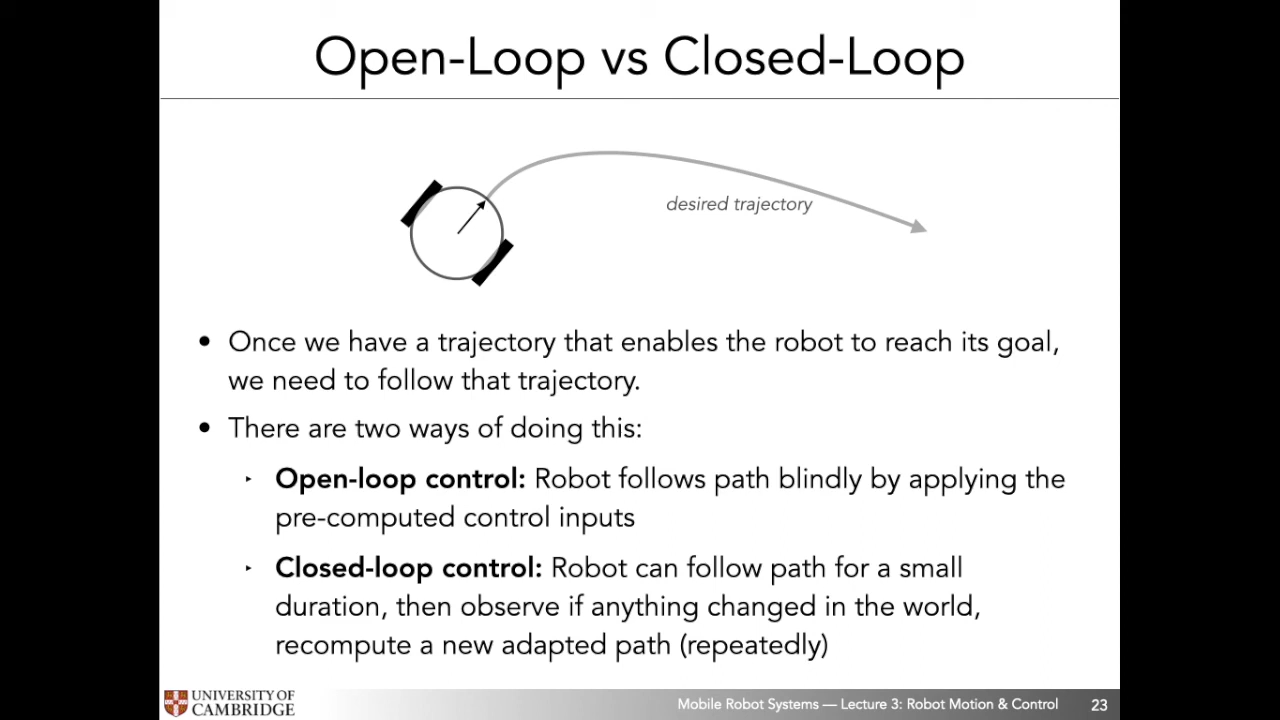 Open-Loop vs Closed-Loop
desired trajectory
• Once we have a trajectory that enables the robot to reach its goal,
we need to follow that trajectory.
• There are two ways of doing this:
‣ Open-loop control: Robot follows path blindly by applying the
pre-computed control inputs
‣ Closed-loop control: Robot can follow path for a small
duration, then observe if anything changed in the world,
recompute a new adapted path (repeatedly)
UNIVERSITY OF
CAMBRIDGE
Mobile Robot Systems — Lecture 3: Robot Motion & Control 23